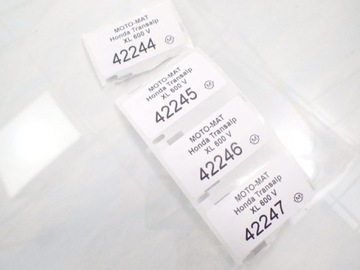 MOTO-MAT
Honda Transalp
XL 600 V
42244
M
MOTO-MAT
Honda Transalp
XL 600 V
42245
M
MOTO-MAT
Honda Transalp
XL 600 V
42246
M
MOTO-MAT
Honda Transalp
XL 600 V
42247
M